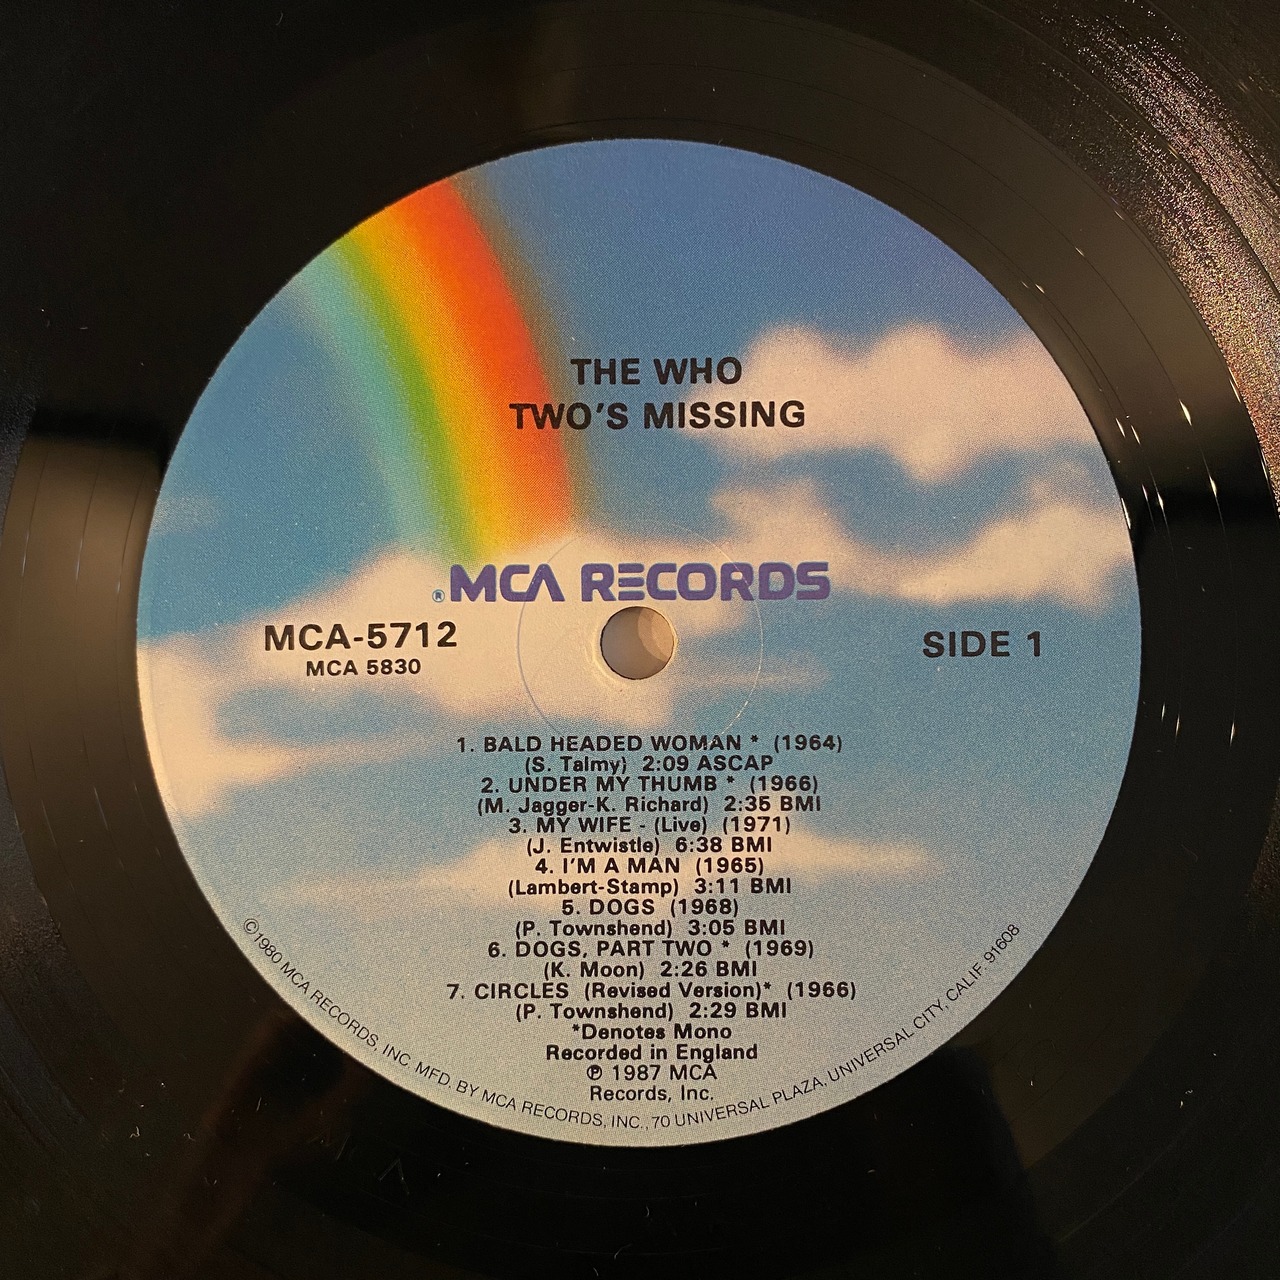 THE WHO
TWO'S MISSING
®MCA RECORDS
MCA-5712
SIDE 1
MCA 5830
1. BALD HEADED WOMAN * (1964)
(S. Talmy) 2:09 ASCAP
2. UNDER MY THUMB * (1966)
(M. Jagger-K. Richard) 2:35 BMI
3. MY WIFE - (Live) (1971)
(J. Entwistle) 6:38 BMI
4. I'M A MAN (1965)
(Lambert-Stamp) 3:11 BMI
5. DOGS (1968)
(P. Townshend) 3:05 BMI
6. DOGS, PART TWO * (1969)
(K. Moon) 2:26 BMI
7. CIRCLES (Revised Version)* (1966)
(P. Townshend) 2:29 BMI
*Denotes Mono
Recorded in England
℗ 1987 MCA
Records, Inc.
©1980 MCA RECORDS, INC. MFD. BY MCA RECORDS, INC., 70 UNIVERSAL PLAZA, UNIVERSAL CITY, CALIF. 91608